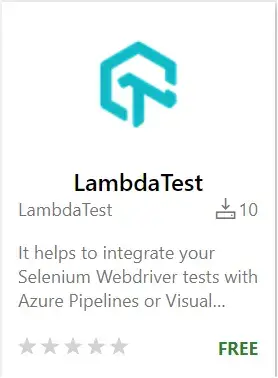 LambdaTest
LambdaTest 10
It helps to integrate your
Selenium Webdriver tests with
Azure Pipelines or Visual...
FREE